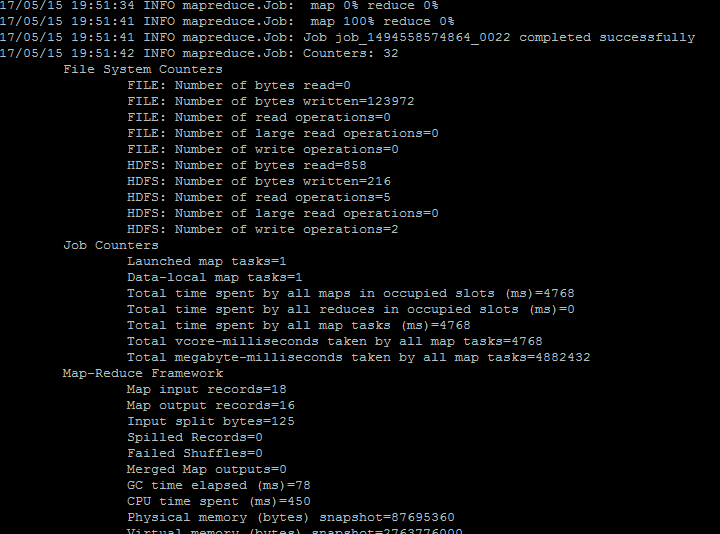 17/05/15 19:51:34 INFO mapreduce.Job:  map 0% reduce 0%
17/05/15 19:51:41 INFO mapreduce.Job:  map 100% reduce 0%
17/05/15 19:51:41 INFO mapreduce.Job: Job job_1494558574864_0022 completed successfully
17/05/15 19:51:42 INFO mapreduce.Job: Counters: 32
File System Counters
FILE: Number of bytes read=0
FILE: Number of bytes written=123972
FILE: Number of read operations=0
FILE: Number of large read operations=0
FILE: Number of write operations=0
HDFS: Number of bytes read=858
HDFS: Number of bytes written=216
HDFS: Number of read operations=5
HDFS: Number of large read operations=0
HDFS: Number of write operations=2
Job Counters
Launched map tasks=1
Data-local map tasks=1
Total time spent by all maps in occupied slots (ms)=4768
Total time spent by all reduces in occupied slots (ms)=0
Total time spent by all map tasks (ms)=4768
Total vcore-milliseconds taken by all map tasks=4768
Total megabyte-milliseconds taken by all map tasks=4882432
Map-Reduce Framework
Map input records=18
Map output records=16
Input split bytes=125
Spilled Records=0
Failed Shuffles=0
Merged Map outputs=0
GC time elapsed (ms)=78
CPU time spent (ms)=450
Physical memory (bytes) snapshot=87695360
Virtual memory (bytes) snapshot=2763776000